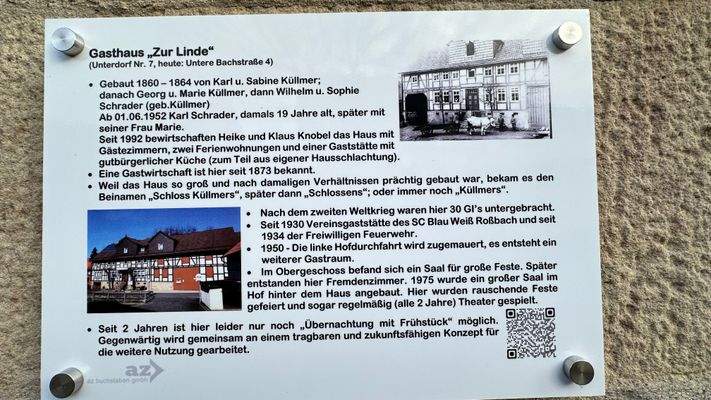 Gasthaus „Zur Linde“
(Unterdorf Nr. 7, heute: Untere Bachstraße 4)
• Gebaut 1860 – 1864 von Karl u. Sabine Küllmer;
danach Georg u. Marie Küllmer, dann Wilhelm u. Sophie
Schrader (geb.Küllmer)
Ab 01.06.1952 Karl Schrader, damals 19 Jahre alt, später mit
seiner Frau Marie.
Seit 1992 bewirtschaften Heike und Klaus Knobel das Haus mit
Gästezimmern, zwei Ferienwohnungen und einer Gaststätte mit
gutbürgerlicher Küche (zum Teil aus eigener Hausschlachtung).
• Eine Gastwirtschaft ist hier seit 1873 bekannt.
• Weil das Haus so groß und nach damaligen Verhältnissen prächtig gebaut war, bekam es den
Beinamen „Schloss Küllmers“, später dann „Schlossens“; oder immer noch „Küllmers“.
• Nach dem zweiten Weltkrieg waren hier 30 GI's untergebracht.
• Seit 1930 Vereinsgaststätte des SC Blau Weiß Roßbach und seit
1934 der Freiwilligen Feuerwehr.
• 1950 - Die linke Hofdurchfahrt wird zugemauert, es entsteht ein
weiterer Gastraum.
• Im Obergeschoss befand sich ein Saal für große Feste. Später
entstanden hier Fremdenzimmer. 1975 wurde ein großer Saal im
Hof hinter dem Haus angebaut. Hier wurden rauschende Feste
gefeiert und sogar regelmäßig (alle 2 Jahre) Theater gespielt.
• Seit 2 Jahren ist hier leider nur noch „Übernachtung mit Frühstück“ möglich.
Gegenwärtig wird gemeinsam an einem tragbaren und zukunftsfähigen Konzept für
die weitere Nutzung gearbeitet.
az
az buchstaben gmbh